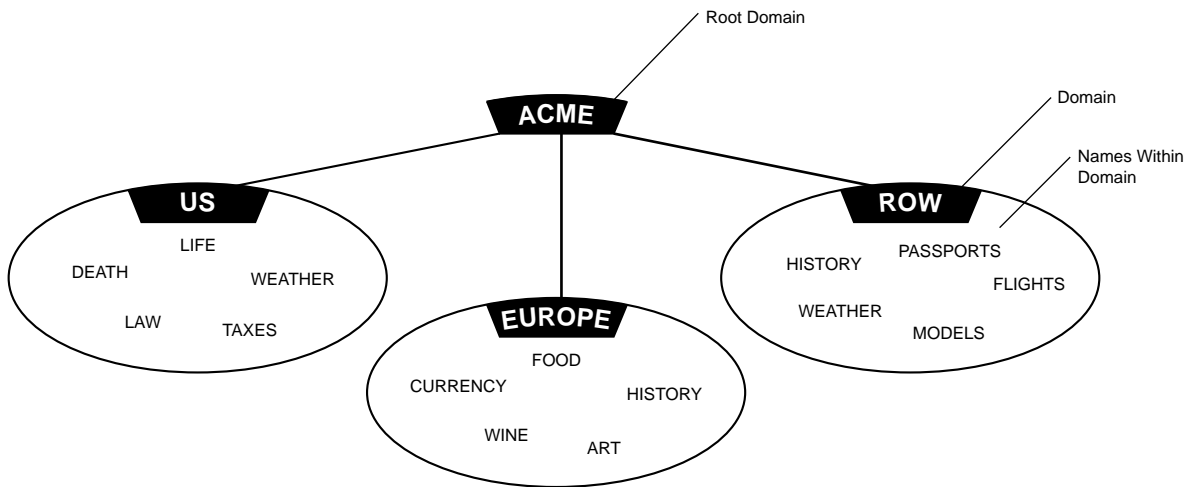 Root Domain
ACME
Domain
Names Within
Domain
US
LIFE
DEATH
WEATHER
LAW
TAXES
ROW
PASSPORTS
HISTORY
FLIGHTS
WEATHER
MODELS
EUROPE
FOOD
CURRENCY
HISTORY
WINE
ART